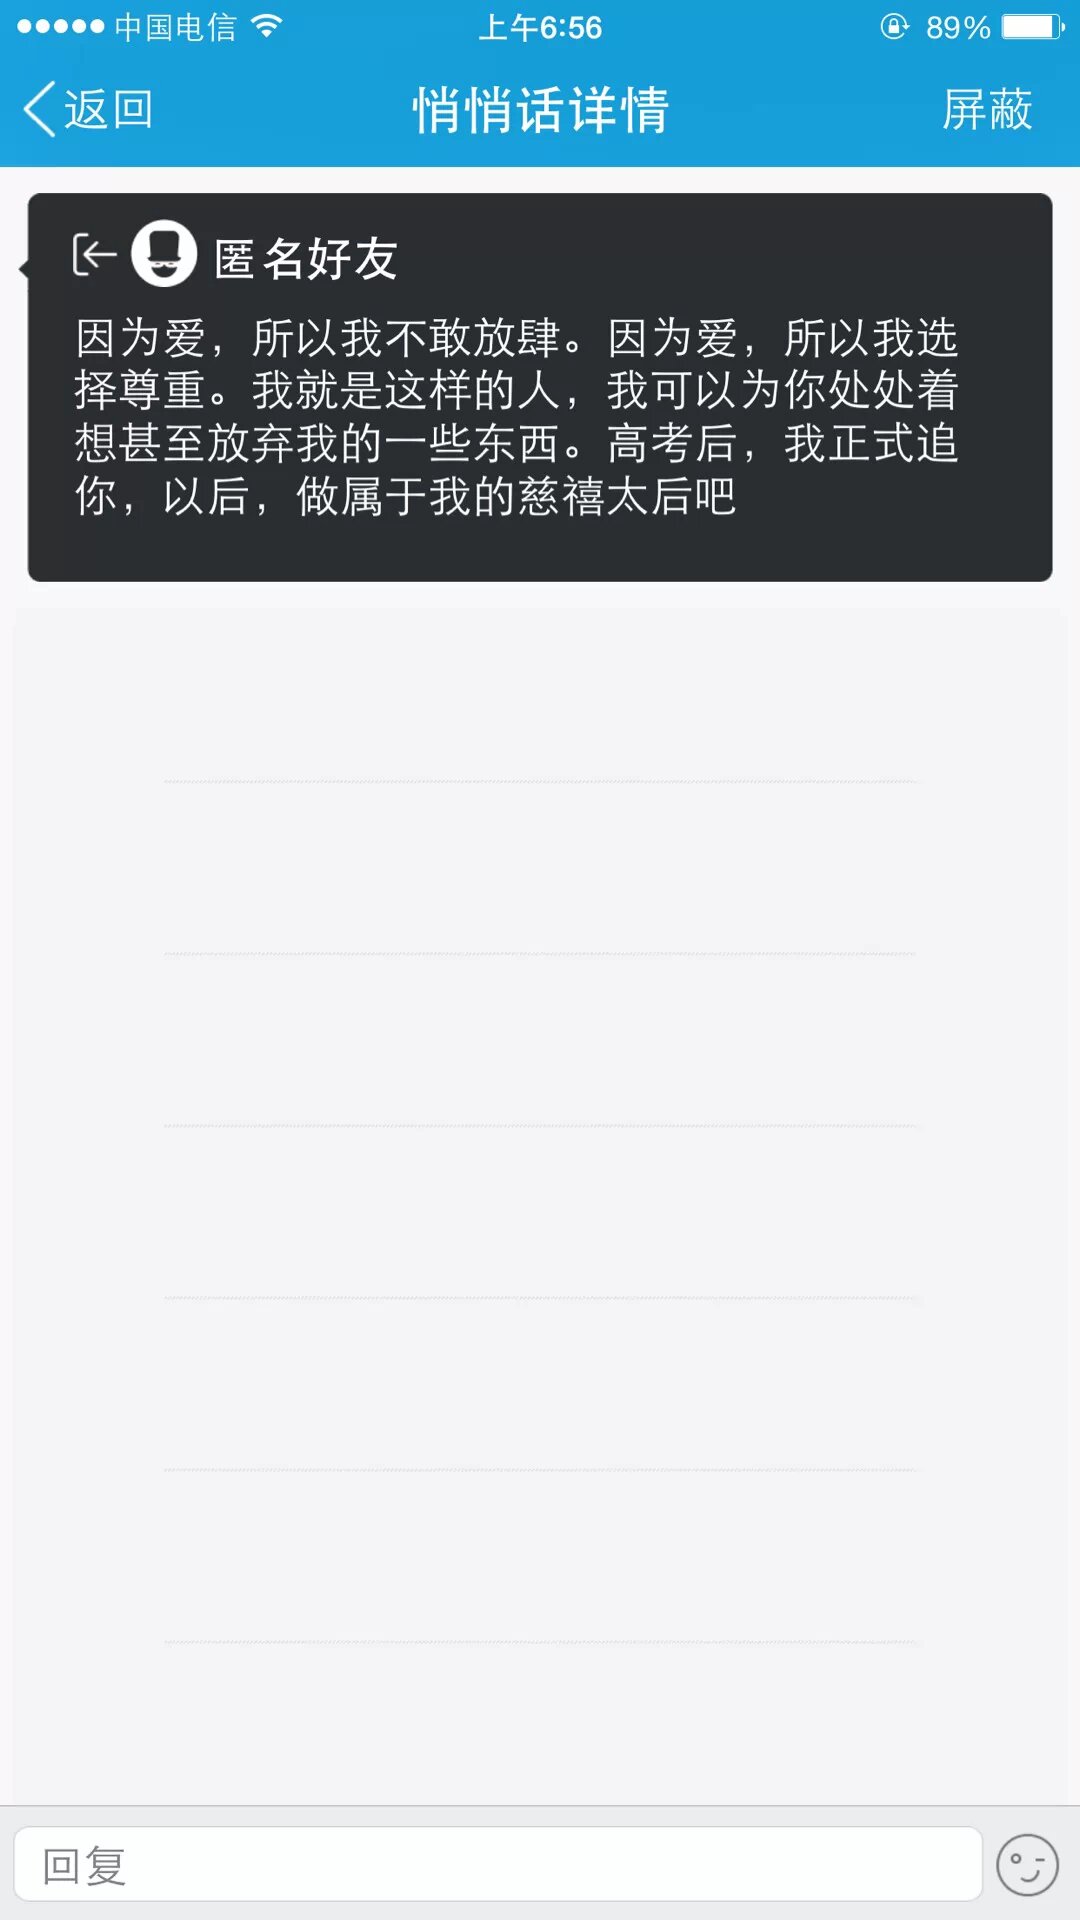 中国电信 上午6:56 89%
返回 悄悄话详情 屏蔽
匿名好友
因为爱，所以我不敢放肆。因为爱，所以我选
择尊重。我就是这样的人，我可以为你处处着
想甚至放弃我的一些东西。高考后，我正式追
你，以后，做属于我的慈禧太后吧
回复